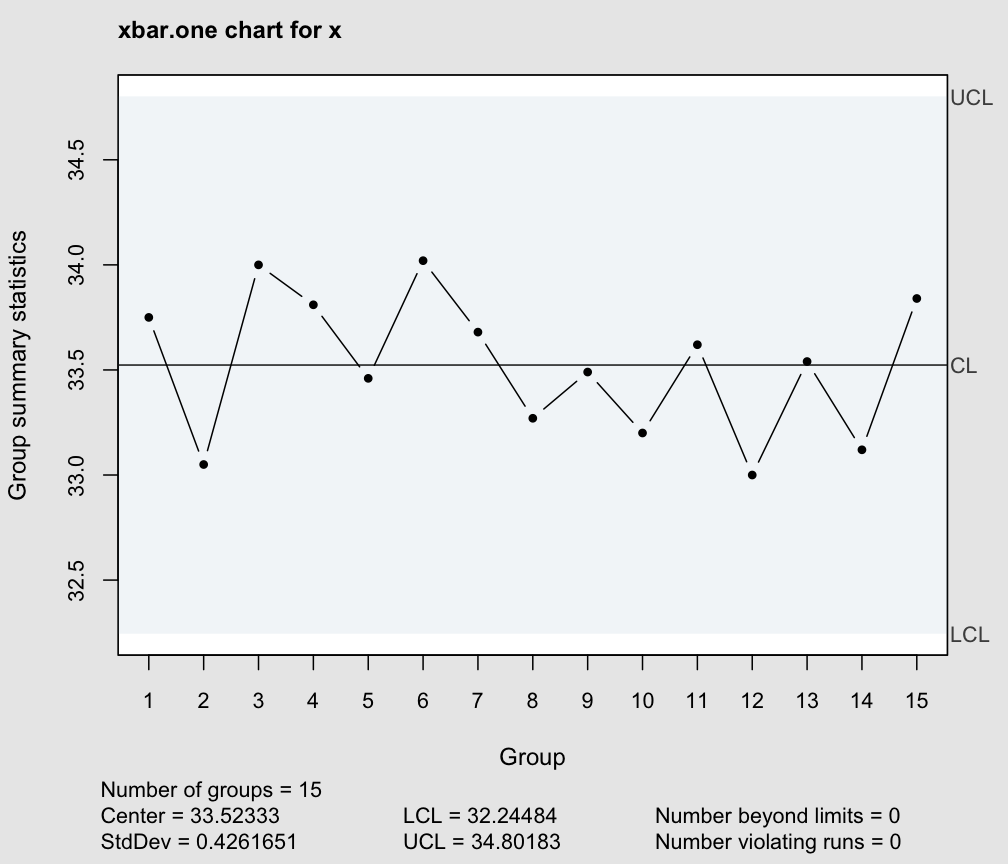 xbar.one chart for x
UCL
34.5
34.0
33.5
33.0
32.5
CL
LCL
Group summary statistics
1 2 3 4 5 6 7 8 9 10 11 12 13 14 15
Group
Number of groups = 15
Center = 33.52333 LCL = 32.24484 Number beyond limits = 0
StdDev = 0.4261651 UCL = 34.80183 Number violating runs = 0